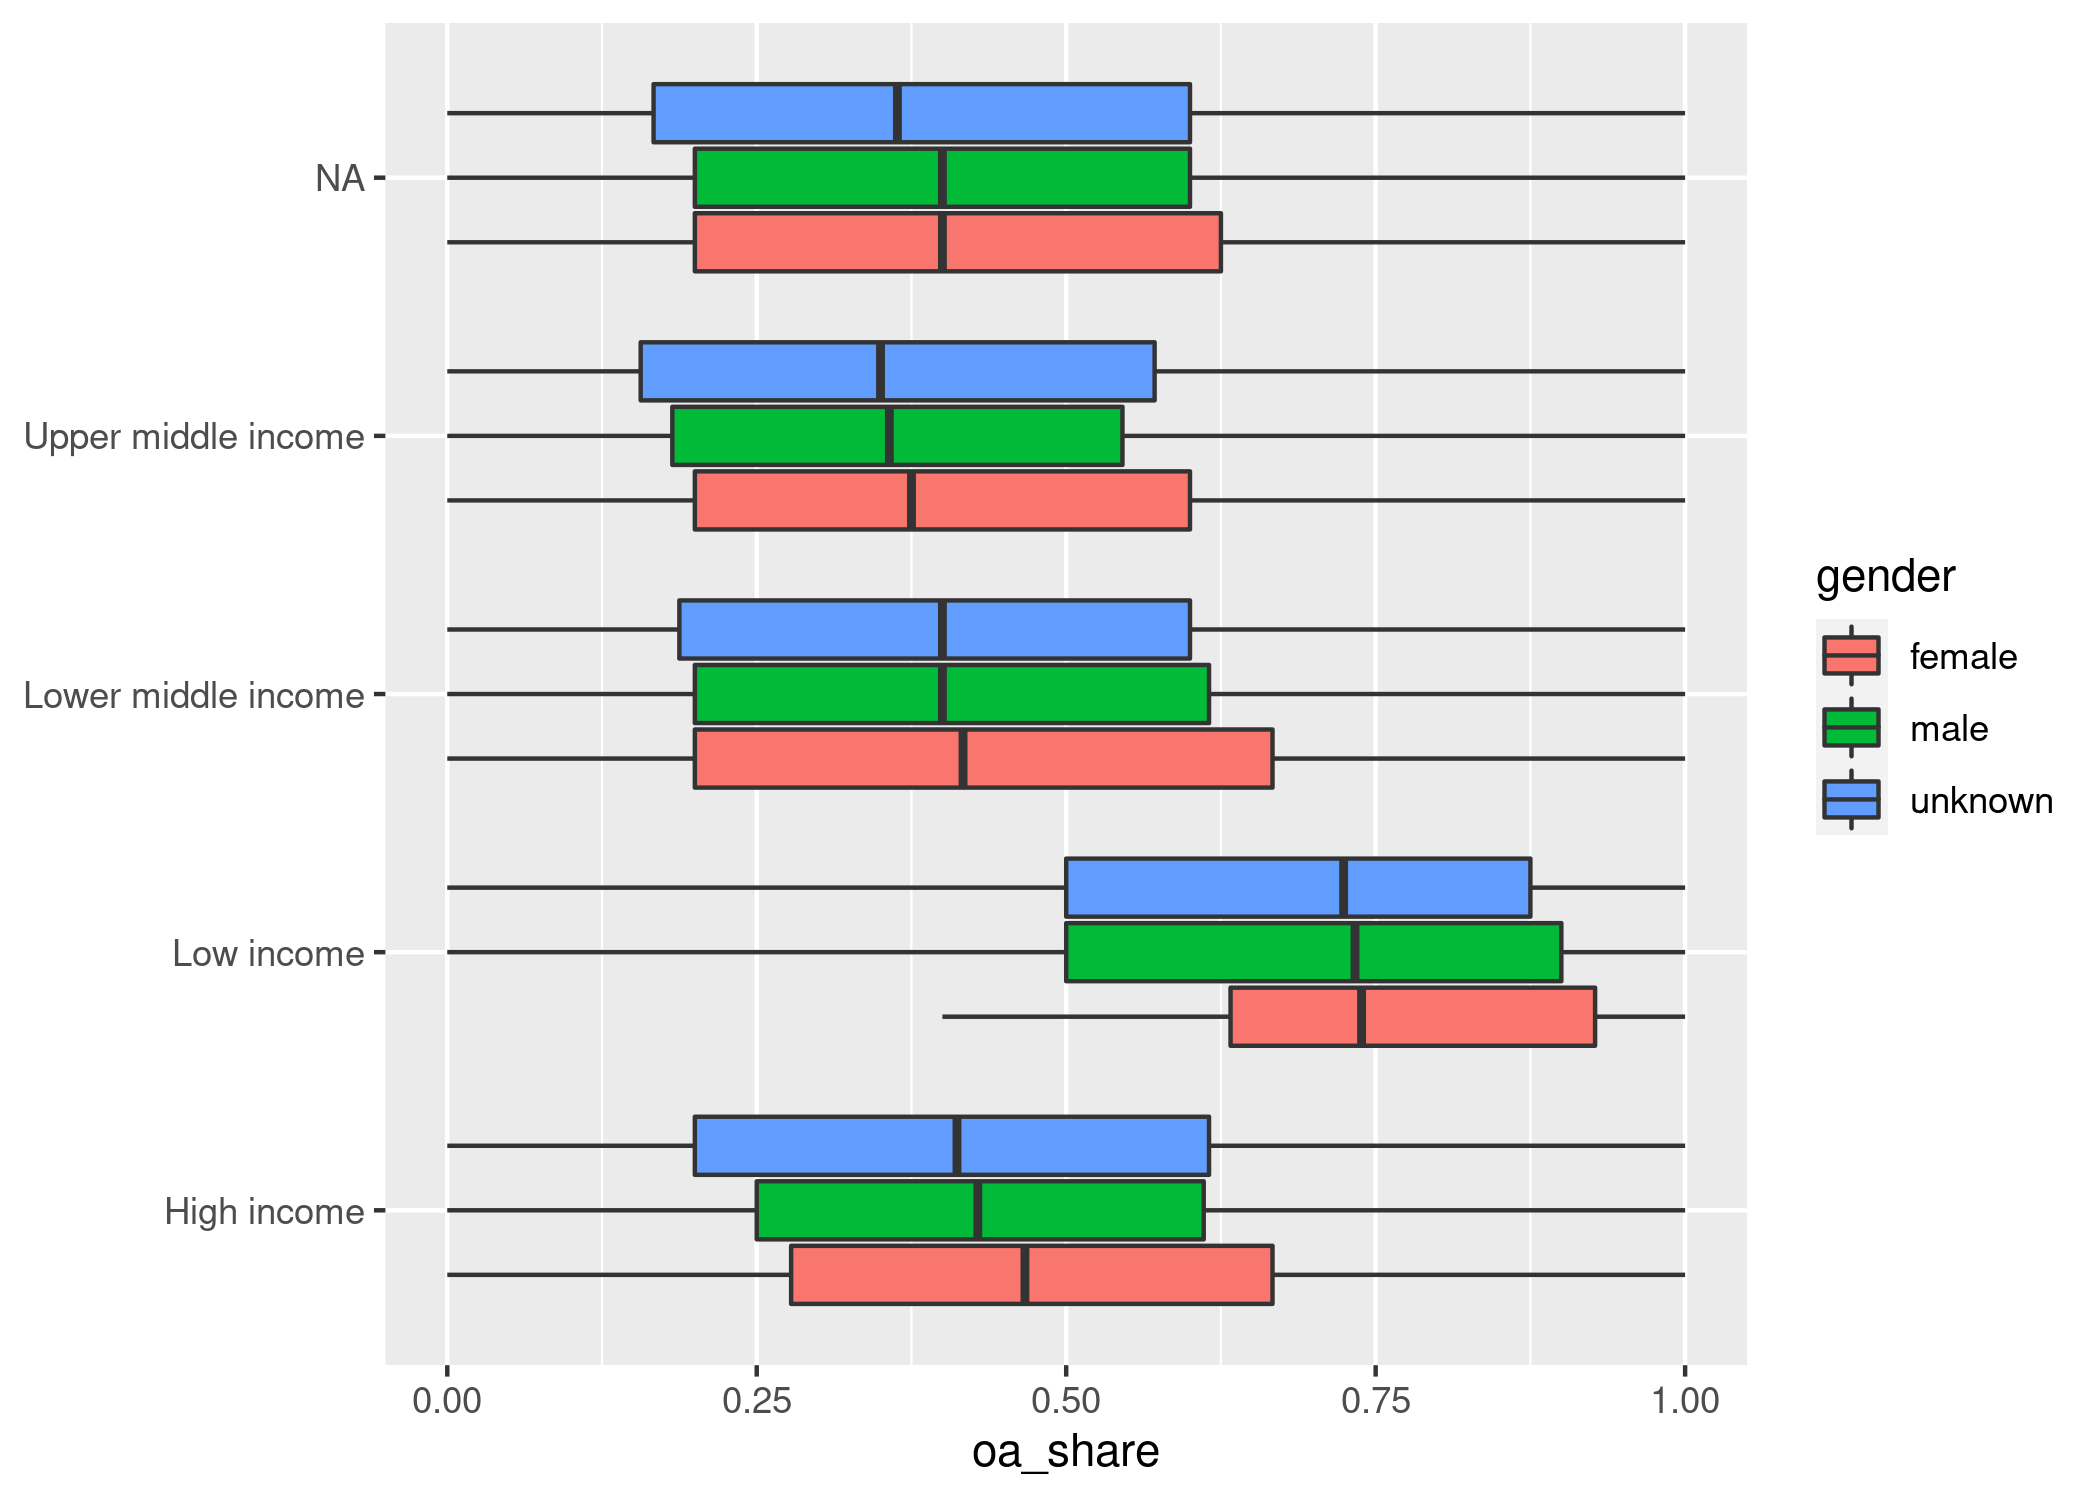 NA
Upper middle income
Lower middle income
Low income
High income
0.00 0.25 0.50 0.75 1.00
oa_share
gender
female
male
unknown